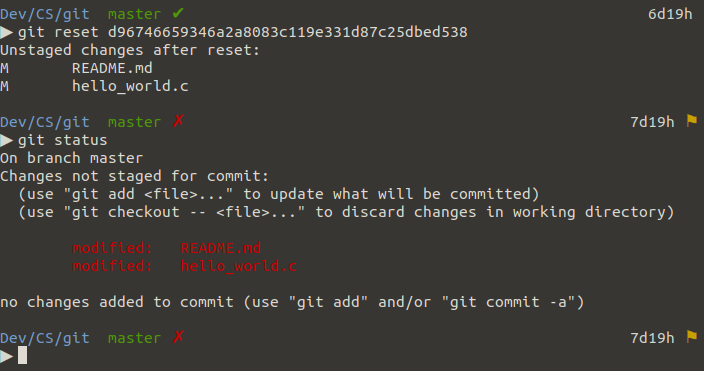 Dev/CS/git master ✔ 6d19h
▶git reset d96746659346a2a8083c119e331d87c25dbed538
Unstaged changes after reset:
M README.md
M hello_world.c
Dev/CS/git master ✗ 7d19h ⚑
▶git status
On branch master
Changes not staged for commit:
(use "git add <file>..." to update what will be committed)
(use "git checkout -- <file>..." to discard changes in working directory)
modified: README.md
modified: hello_world.c
no changes added to commit (use "git add" and/or "git commit -a")
Dev/CS/git master ✗ 7d19h ⚑
▶